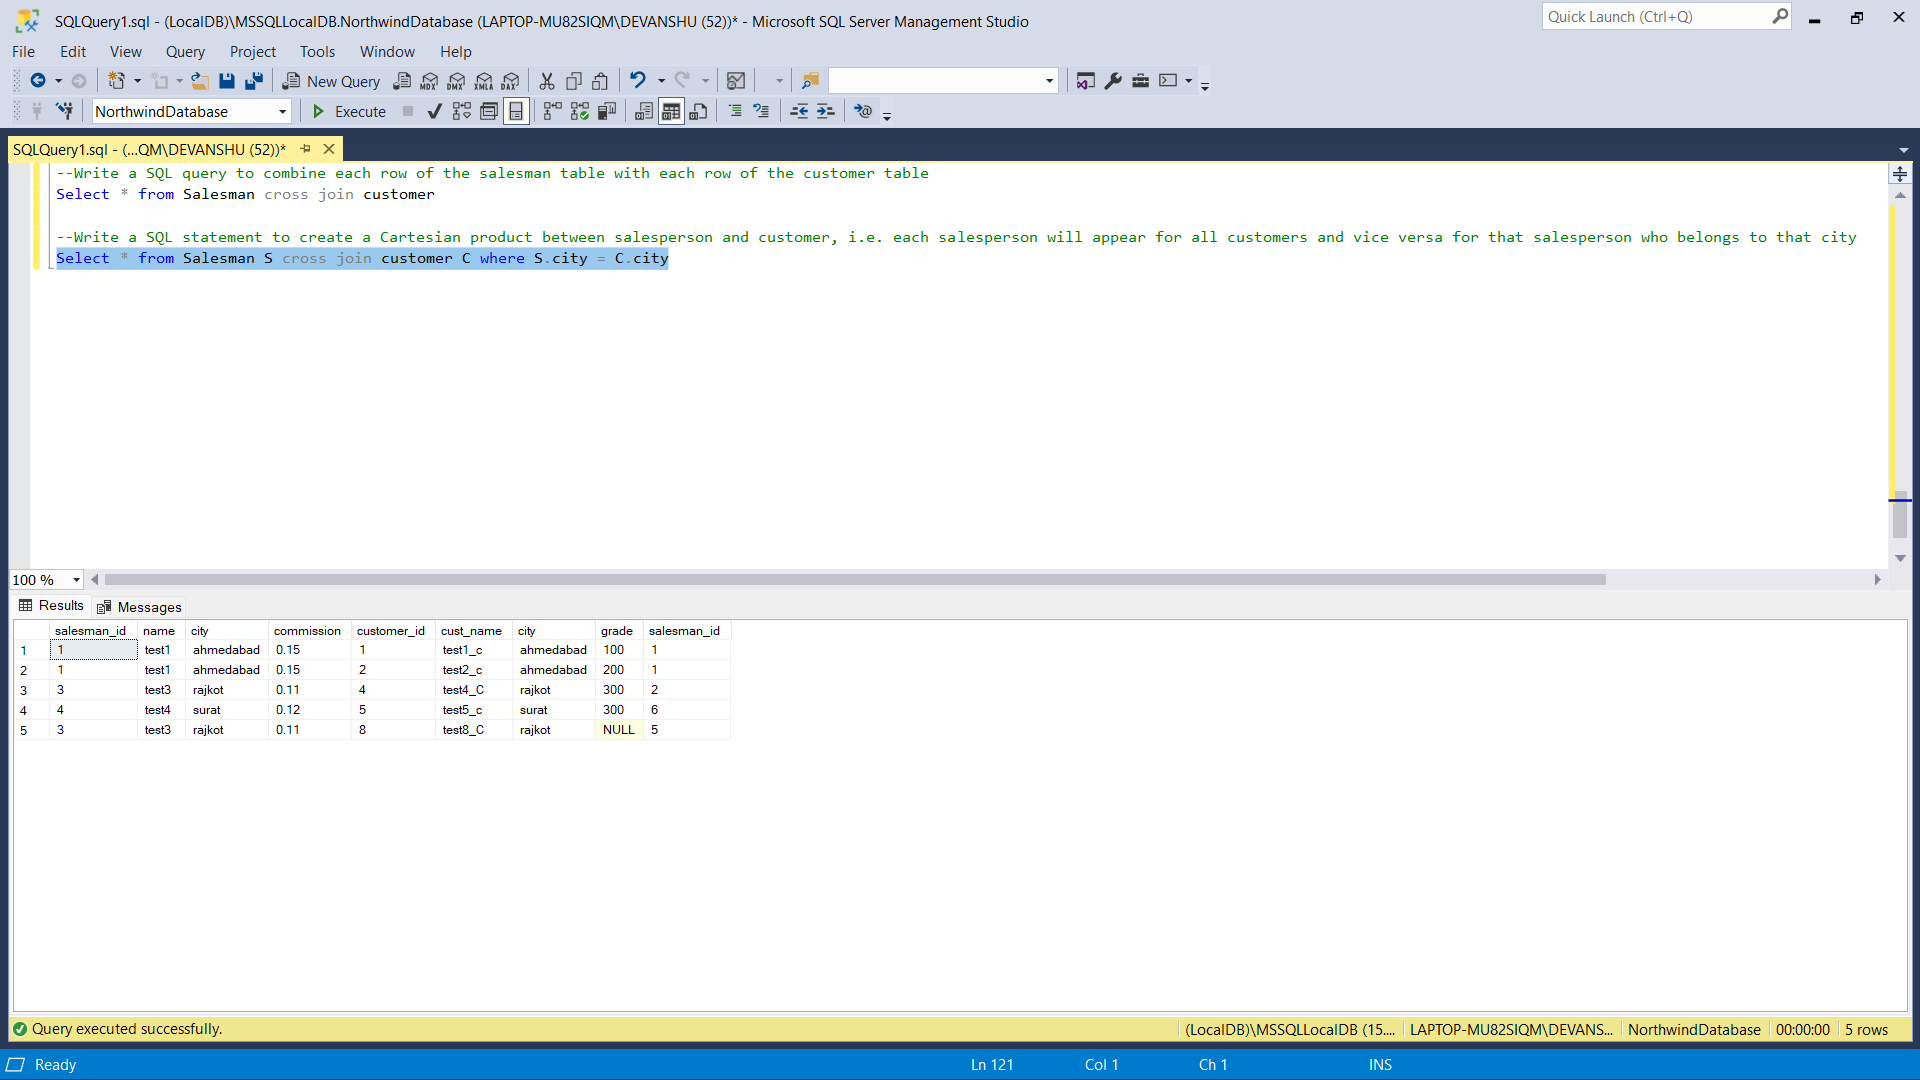 SQLQuery1.sql - (LocalDB)\MSSQLLocalDB.NorthwindDatabase (LAPTOP-MU82SIQM\DEVANSHU (52))* - Microsoft SQL Server Management Studio
Quick Launch (Ctrl+Q)
File Edit View Query Project Tools Window Help
New Query MDX DMX XMLA DAX
NorthwindDatabase Execute
SQLQuery1.sql - (...QM\DEVANSHU (52))*
--Write a SQL query to combine each row of the salesman table with each row of the customer table
Select * from Salesman cross join customer
--Write a SQL statement to create a Cartesian product between salesperson and customer, i.e. each salesperson will appear for all customers and vice versa for that salesperson who belongs to that city
Select * from Salesman S cross join customer C where S.city = C.city
100 %
Results Messages
salesman_id name city commission customer_id cust_name city grade salesman_id
1 1 test1 ahmedabad 0.15 1 test1_c ahmedabad 100 1
2 1 test1 ahmedabad 0.15 2 test2_c ahmedabad 200 1
3 3 test3 rajkot 0.11 4 test4_C rajkot 300 2
4 4 test4 surat 0.12 5 test5_c surat 300 6
5 3 test3 rajkot 0.11 8 test8_C rajkot NULL 5
Query executed successfully. (LocalDB)\MSSQLLocalDB (15.... LAPTOP-MU82SIQM\DEVANS... NorthwindDatabase 00:00:00 5 rows
Ready Ln 121 Col 1 Ch 1 INS